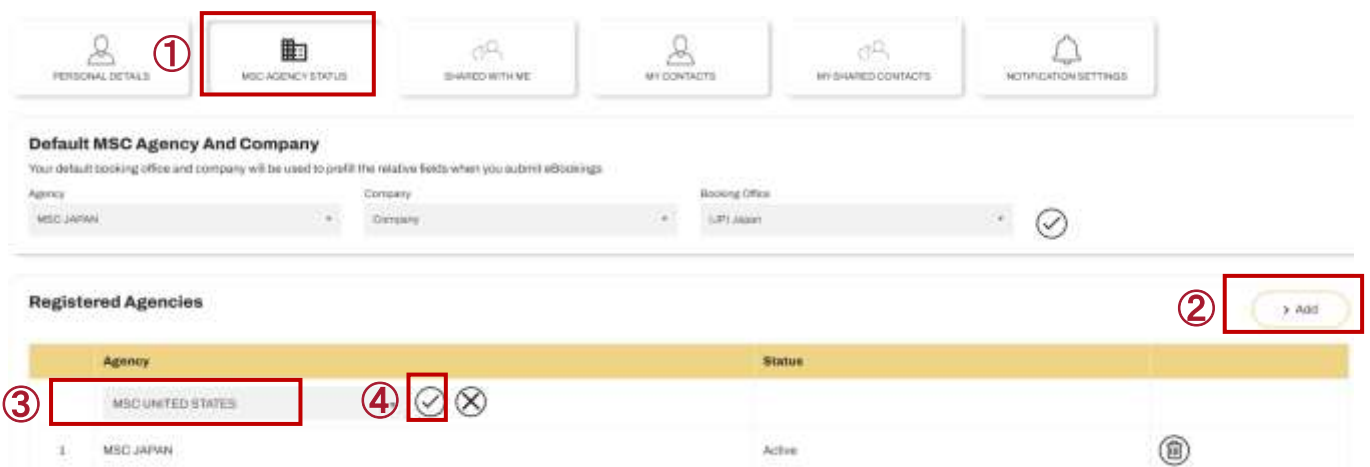 ①
PERSONAL DETAILS
MSC AGENCY STATUS
SHARED WITH ME
MY CONTACTS
MY SHARED CONTACTS
NOTIFICATION SETTINGS
Default MSC Agency And Company
Your default booking office and company will be used to prefill the relative fields when you submit eBookings
Agency
Company
Booking Office
MSC JAPAN
Company
(JP) Japan
Registered Agencies
②
> Add
Agency
Status
③
MSC UNITED STATES
④
1
MSC JAPAN
Active